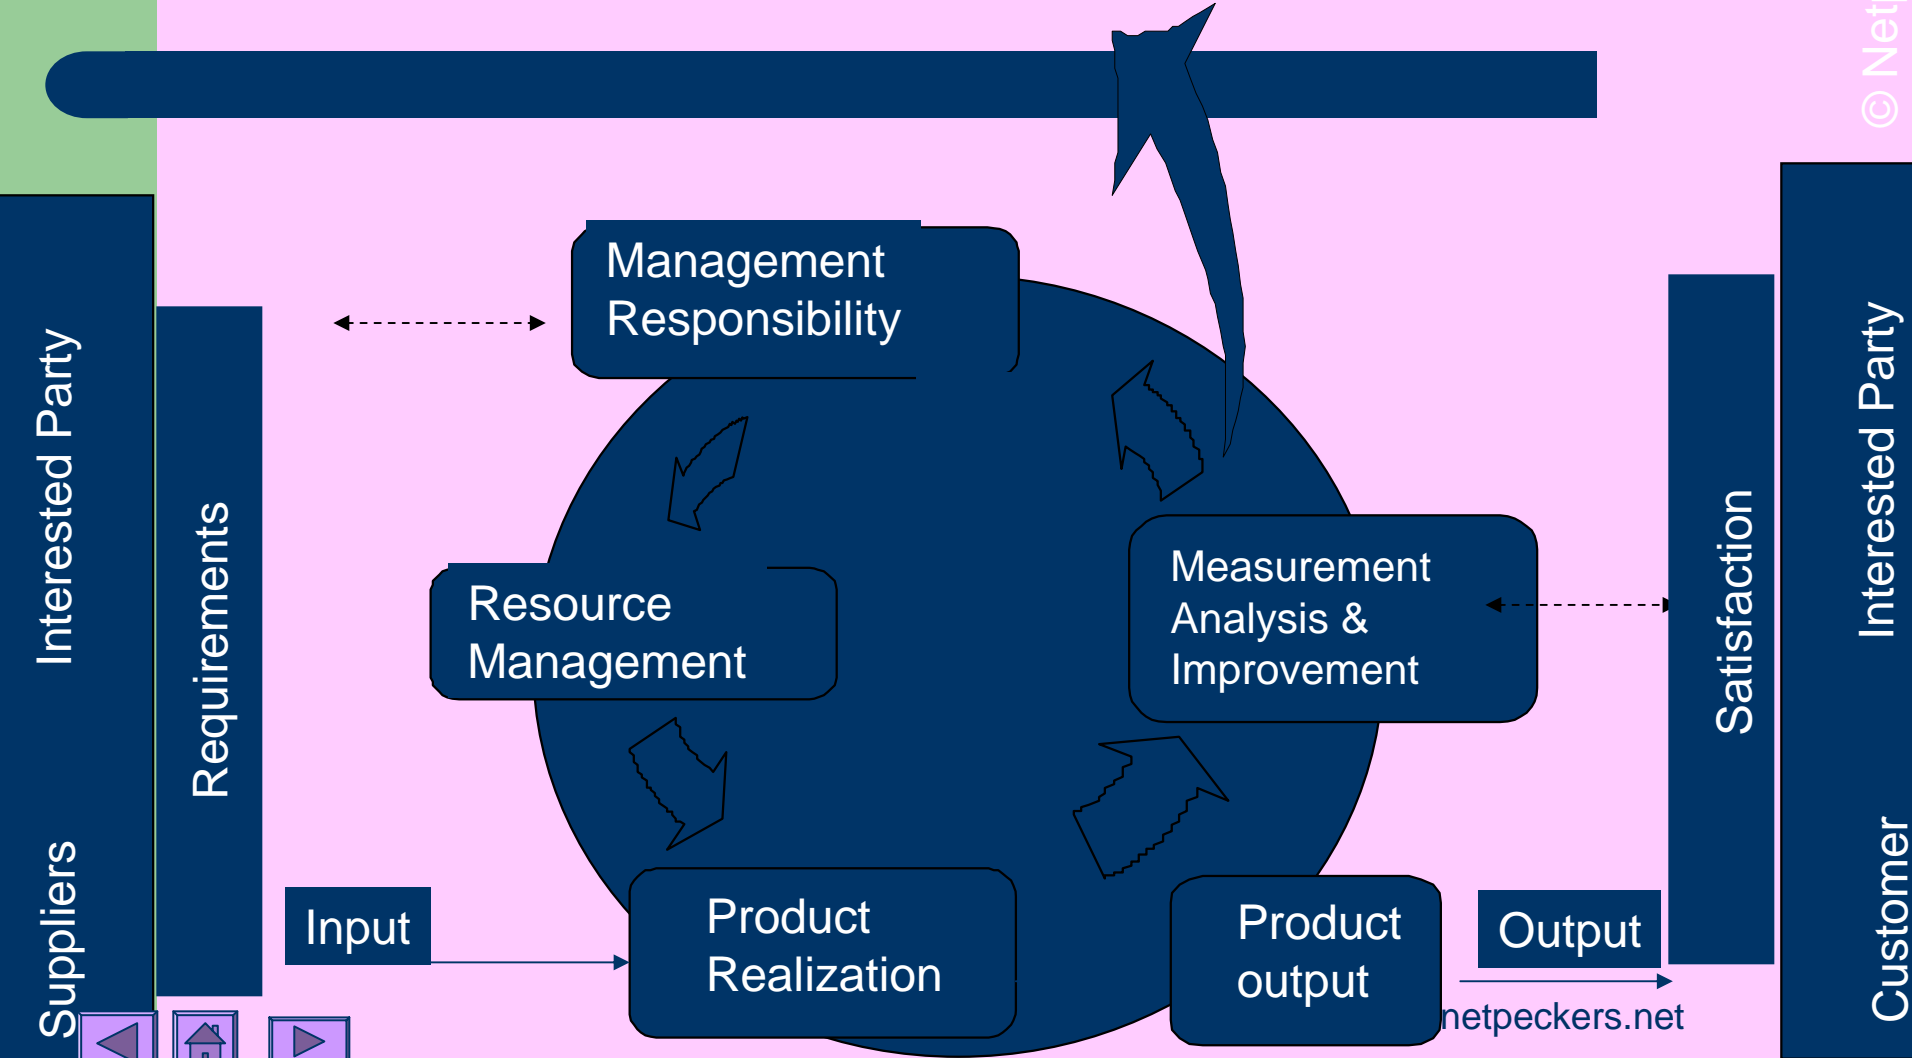 © Net
Management
Responsibility
Interested Party
Suppliers
Requirements
Resource
Management
Measurement
Analysis &
Improvement
Satisfaction
Interested Party
Customer
Input
Product
Realization
Product
output
Output
netpeckers.net